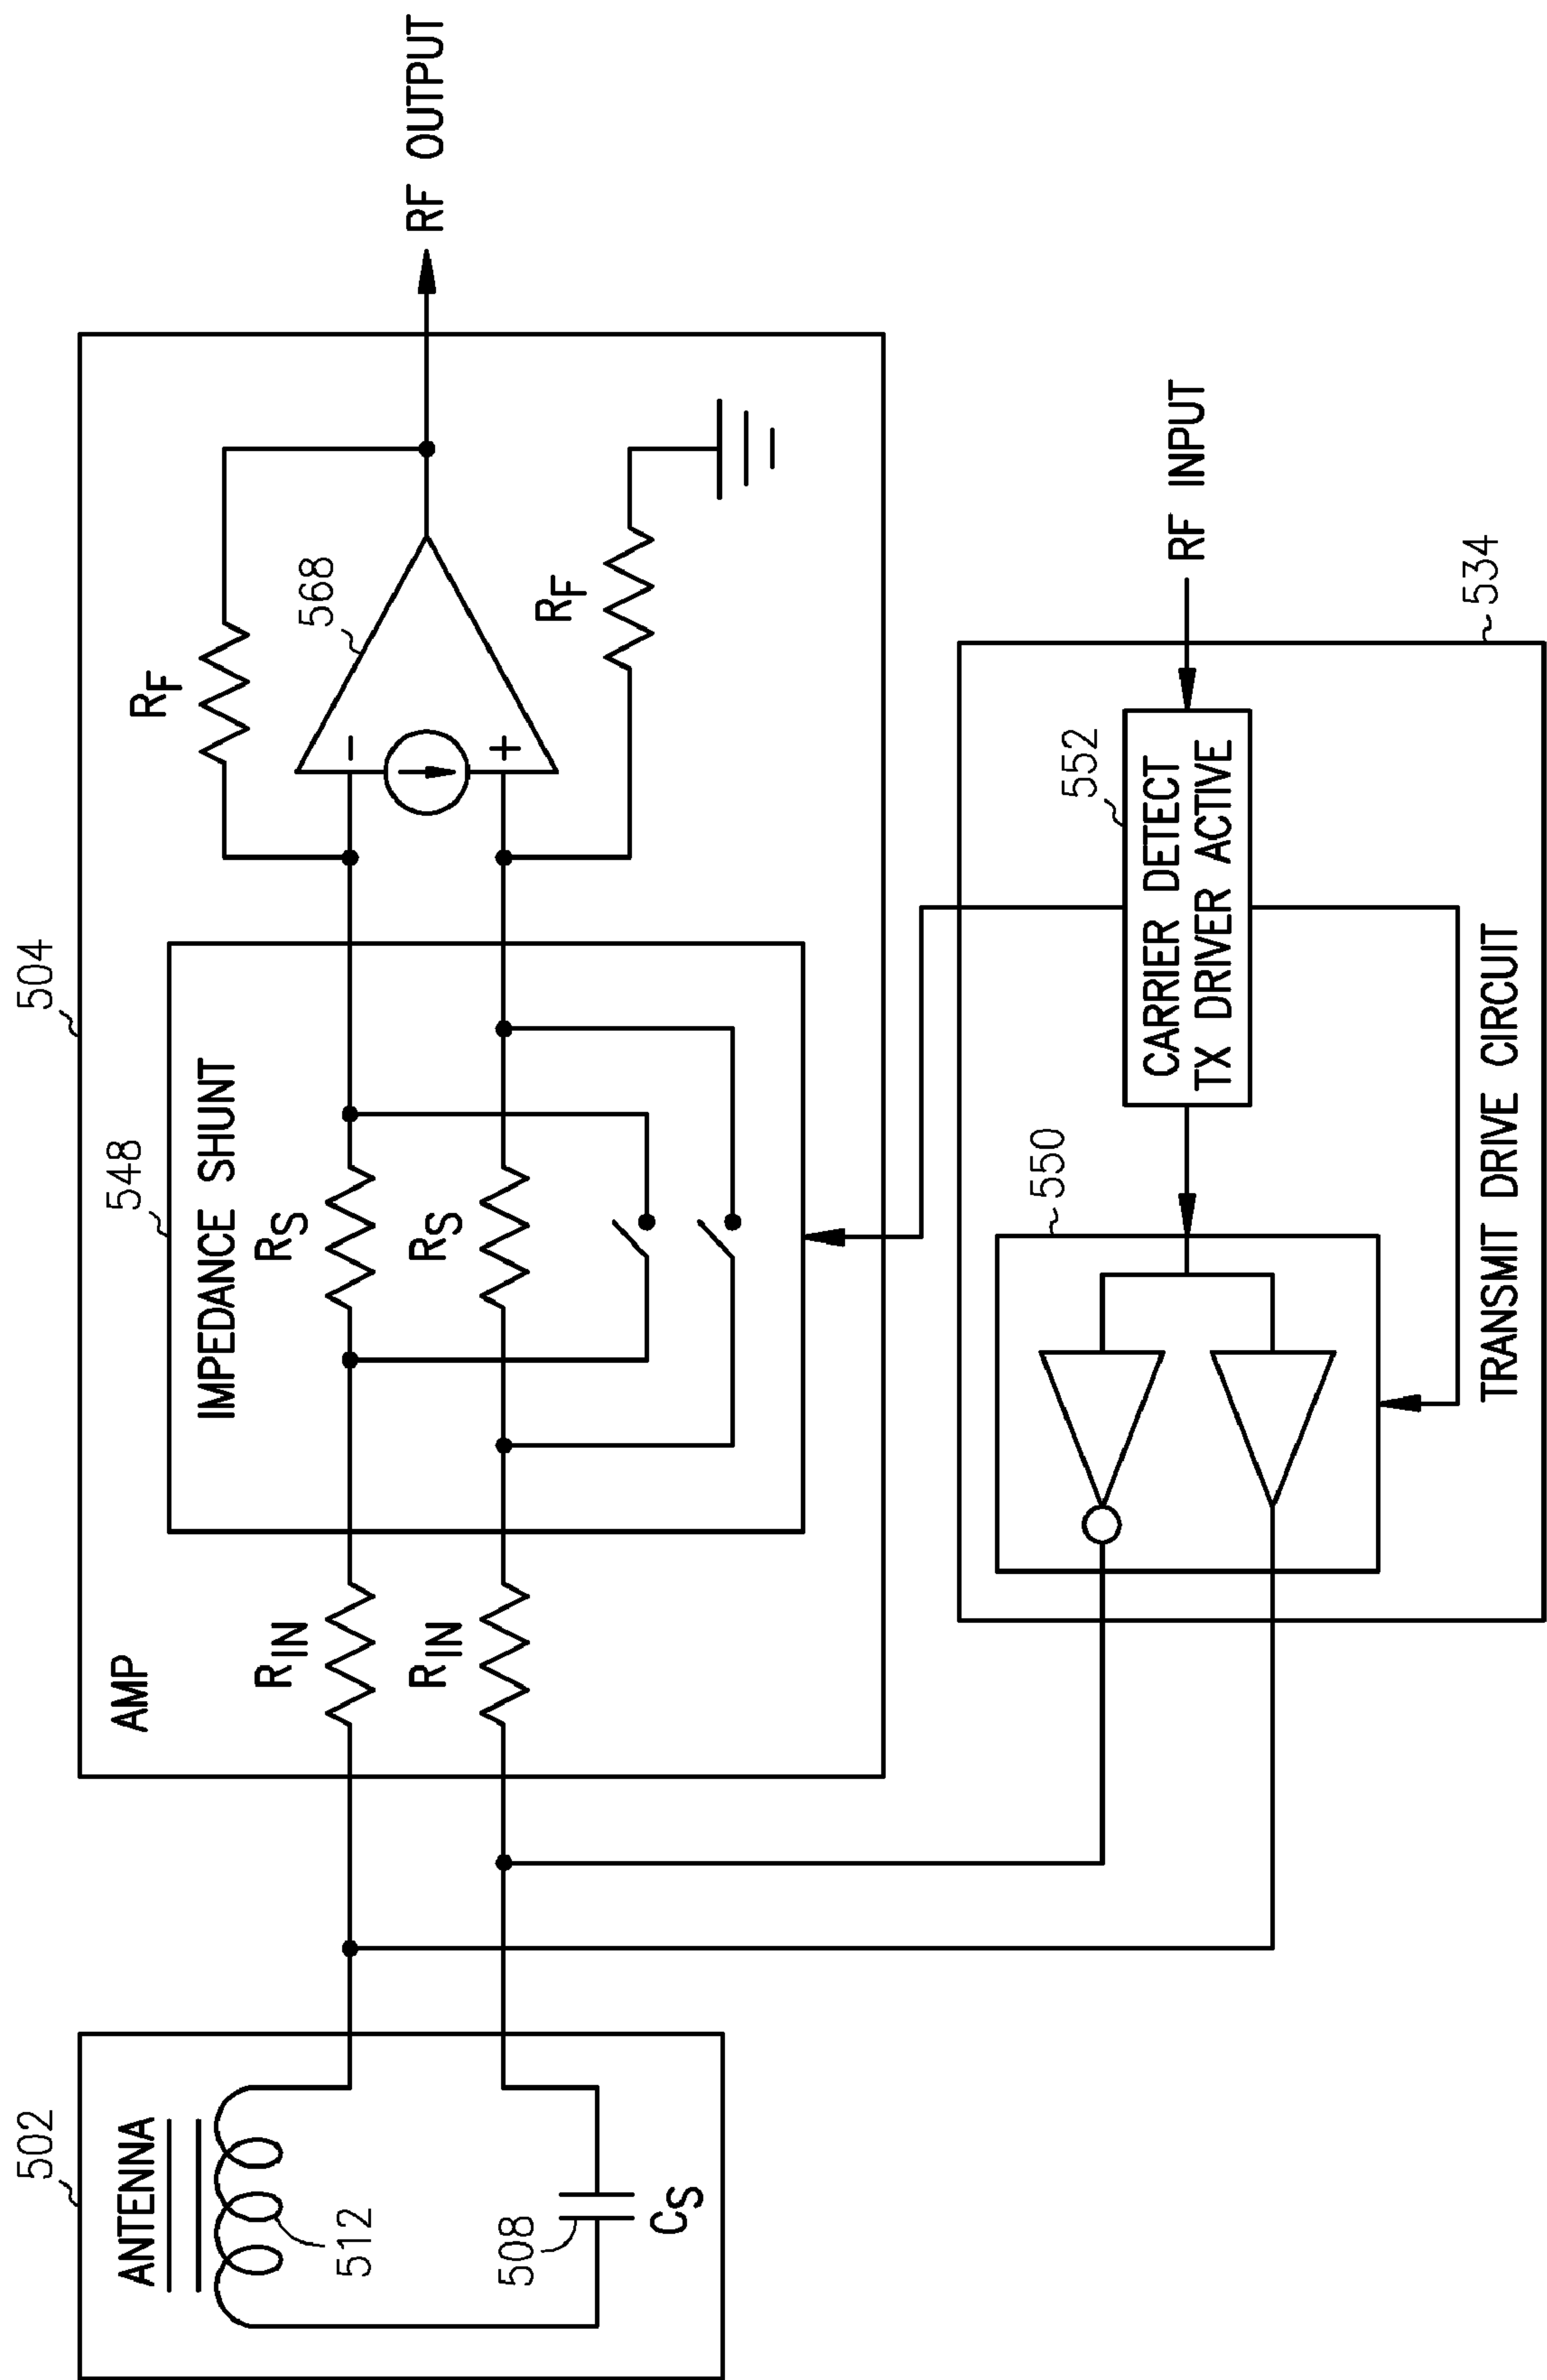 502
ANTENNA
512
508
CS
504
AMP
RIN
RIN
548
IMPEDANCE SHUNT
RS
RS
RF
568
RF
RF OUTPUT
RF INPUT
534
552
CARRIER DETECT
TX DRIVER ACTIVE
550
TRANSMIT DRIVE CIRCUIT
−
+